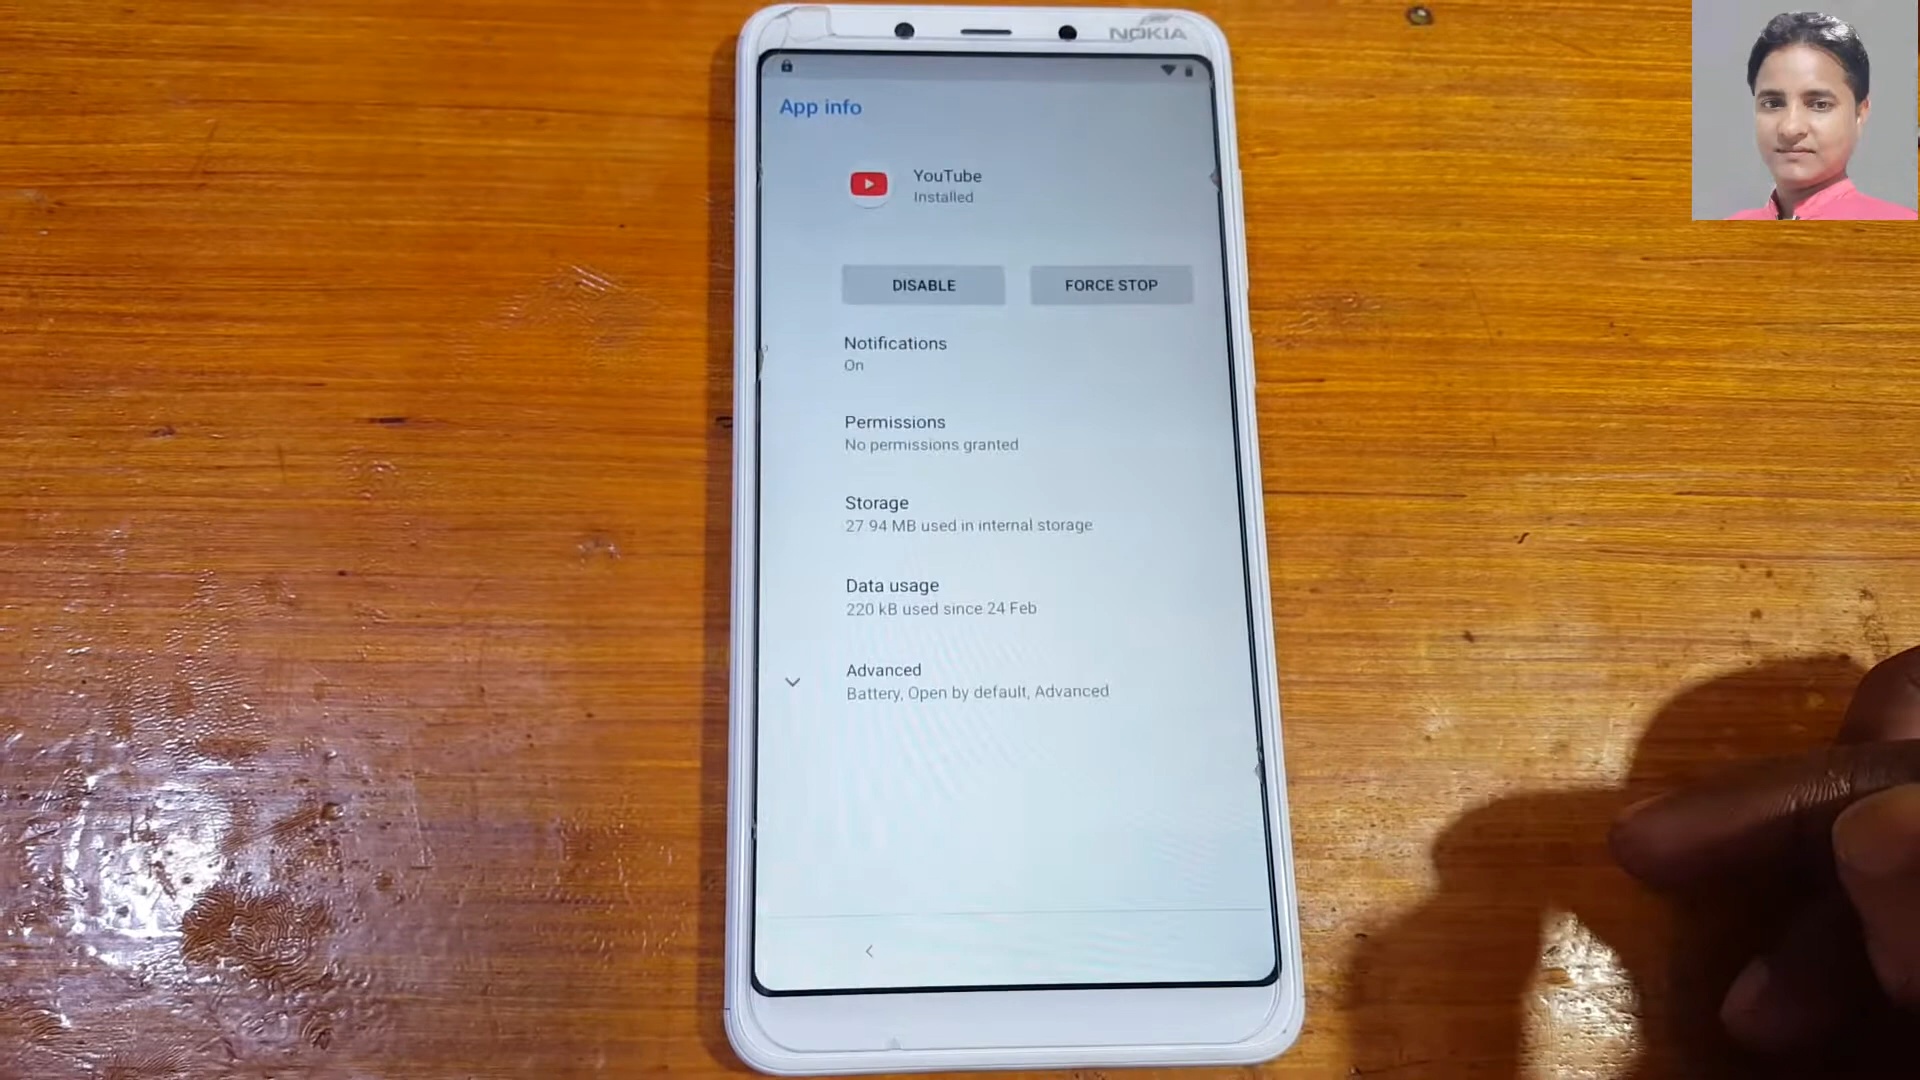 NOKIA
App info
YouTube
Installed
DISABLE
FORCE STOP
Notifications
On
Permissions
No permissions granted
Storage
27.94 MB used in internal storage
Data usage
220 kB used since 24 Feb
Advanced
Battery, Open by default, Advanced